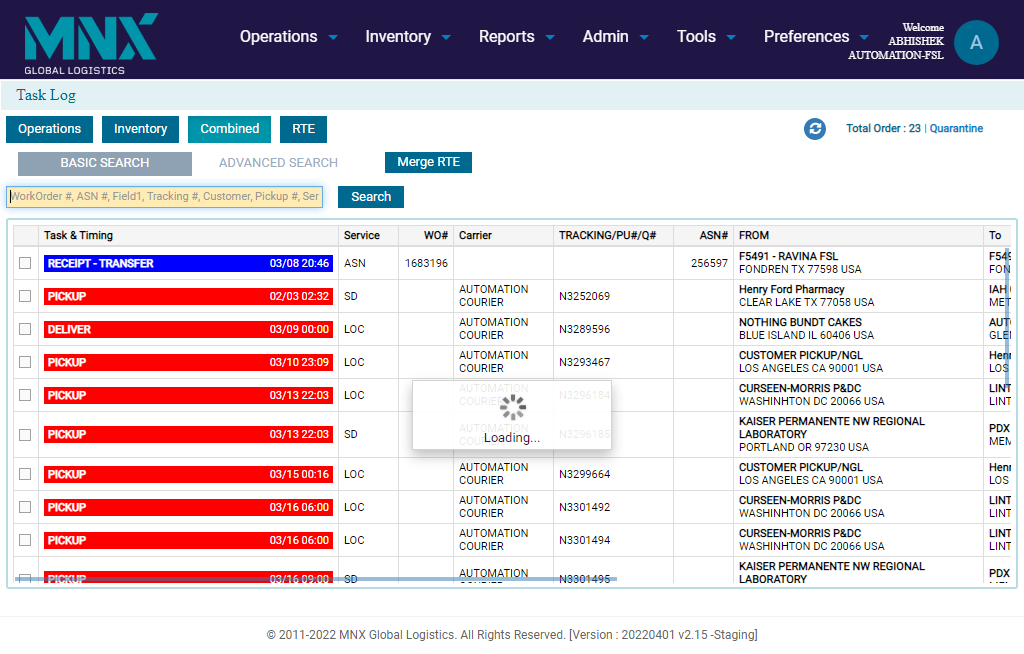 MNX
GLOBAL LOGISTICS
Operations Inventory Reports Admin Tools Preferences
Welcome
ABHISHEK
AUTOMATION-FSL
A
Task Log
Operations Inventory Combined RTE
Total Order : 23 | Quarantine
BASIC SEARCH ADVANCED SEARCH Merge RTE
WorkOrder #, ASN #, Field1, Tracking #, Customer, Pickup #, Ser
Search
Task & Timing Service WO# Carrier TRACKING/PU#/Q# ASN# FROM To
RECEIPT - TRANSFER 03/08 20:46 ASN 1683196 256597 F5491 - RAVINA FSL F549
FONDREN TX 77598 USA FON
PICKUP 02/03 02:32 SD AUTOMATION COURIER N3252069 Henry Ford Pharmacy IAH
CLEAR LAKE TX 77058 USA MET
DELIVER 03/09 00:00 LOC AUTOMATION COURIER N3289596 NOTHING BUNDT CAKES AUT
BLUE ISLAND IL 60406 USA GLE
PICKUP 03/10 23:09 LOC AUTOMATION COURIER N3293467 CUSTOMER PICKUP/NGL Hen
LOS ANGELES CA 90001 USA LOS
PICKUP 03/13 22:03 LOC AUTOMATION COURIER N3296184 CURSEEN-MORRIS P&DC LINT
WASHINHTON DC 20066 USA LINT
PICKUP 03/13 22:03 SD AUTOMATION COURIER N3296185 KAISER PERMANENTE NW REGIONAL PDX
LABORATORY MEM
PORTLAND OR 97230 USA
Loading...
PICKUP 03/15 00:16 LOC AUTOMATION COURIER N3299664 CUSTOMER PICKUP/NGL Hen
LOS ANGELES CA 90001 USA LOS
PICKUP 03/16 06:00 LOC AUTOMATION COURIER N3301492 CURSEEN-MORRIS P&DC LINT
WASHINHTON DC 20066 USA LINT
PICKUP 03/16 06:00 LOC AUTOMATION COURIER N3301494 CURSEEN-MORRIS P&DC LINT
WASHINHTON DC 20066 USA LINT
PICKUP 03/16 09:00 SD AUTOMATION N3301495 KAISER PERMANENTE NW REGIONAL PDX
LABORATORY
© 2011-2022 MNX Global Logistics. All Rights Reserved. [Version : 20220401 v2.15 -Staging]